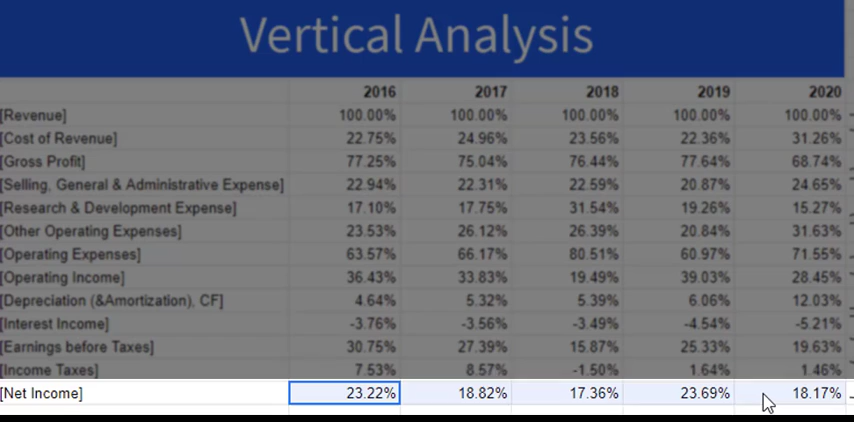 Vertical Analysis
2016 2017 2018 2019 2020
[Revenue] 100.00% 100.00% 100.00% 100.00% 100.00%
[Cost of Revenue] 22.75% 24.96% 23.56% 22.36% 31.26%
[Gross Profit] 77.25% 75.04% 76.44% 77.64% 68.74%
[Selling, General & Administrative Expense] 22.94% 22.31% 22.59% 20.87% 24.65%
[Research & Development Expense] 17.10% 17.75% 31.54% 19.26% 15.27%
[Other Operating Expenses] 23.53% 26.12% 26.39% 20.84% 31.63%
[Operating Expenses] 63.57% 66.17% 80.51% 60.97% 71.55%
[Operating Income] 36.43% 33.83% 19.49% 39.03% 28.45%
[Depreciation (&Amortization), CF] 4.64% 5.32% 5.39% 6.06% 12.03%
[Interest Income] -3.76% -3.56% -3.49% -4.54% -5.21%
[Earnings before Taxes] 30.75% 27.39% 15.87% 25.33% 19.63%
[Income Taxes] 7.53% 8.57% -1.50% 1.64% 1.46%
[Net Income] 23.22% 18.82% 17.36% 23.69% 18.17%